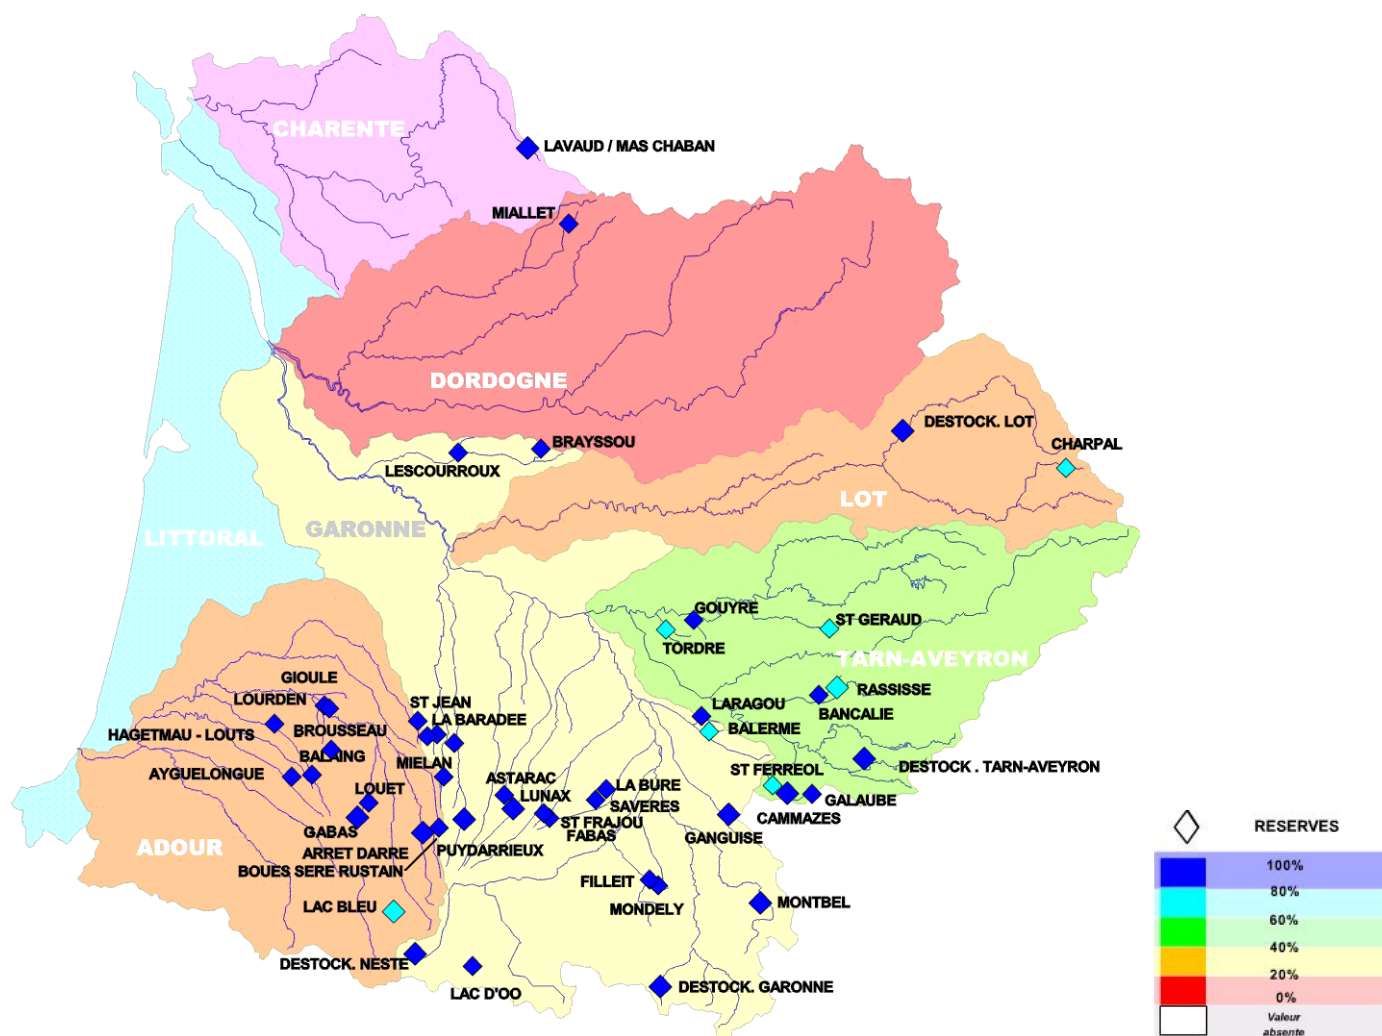 CHARENTE
LAVAUD / MAS CHABAN
MIALLET
DORDOGNE
DESTOCK. LOT
BRAYSSOU
CHARPAL
LESCOURROUX
LOT
GARONNE
LITTORAL
GOUYRE
ST GERAUD
TORDRE
TARN-AVEYRON
GIOULE
RASSISSE
LOURDEN
ST JEAN
LARAGOU
BANCALIE
LA BARADEE
HAGETMAU - LOUTS
BROUSSEAU
BALERME
BALAING
MIELAN
ST FERREOL
DESTOCK . TARN-AVEYRON
AYGUELONGUE
ASTARAC
LOUET
LUNAX
LA BURE
GALAUBE
SAVERES
CAMMAZES
GABAS
ST FRAJOU
GANGUISE
FABAS
ADOUR
ARRET DARRE
PUYDARRIEUX
BOUES SERE RUSTAIN
FILLEIT
LAC BLEU
MONDELY
MONTBEL
DESTOCK. NESTE
LAC D'OO
DESTOCK. GARONNE
RESERVES
100%
80%
60%
40%
20%
0%
Valeur
absente